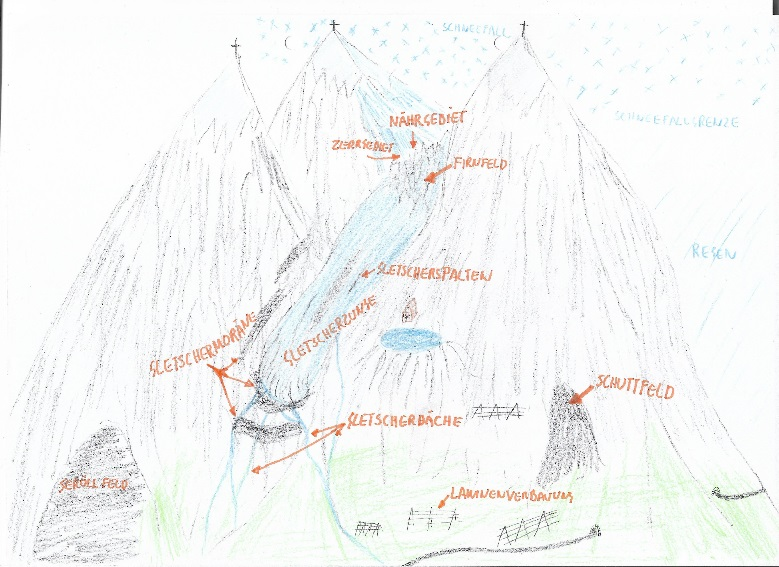 SCHNEEFALL
SCHNEEFALLGRENZE
NÄHRGEBIET
ZEHRGEBIET
FIRNFELD
REGEN
GLETSCHERSPALTEN
GLETSCHERZUNGE
GLETSCHERMORÄNE
SCHUTTFELD
GLETSCHERBÄCHE
GERÖLLFELD
LAWINENVERBAUUNG